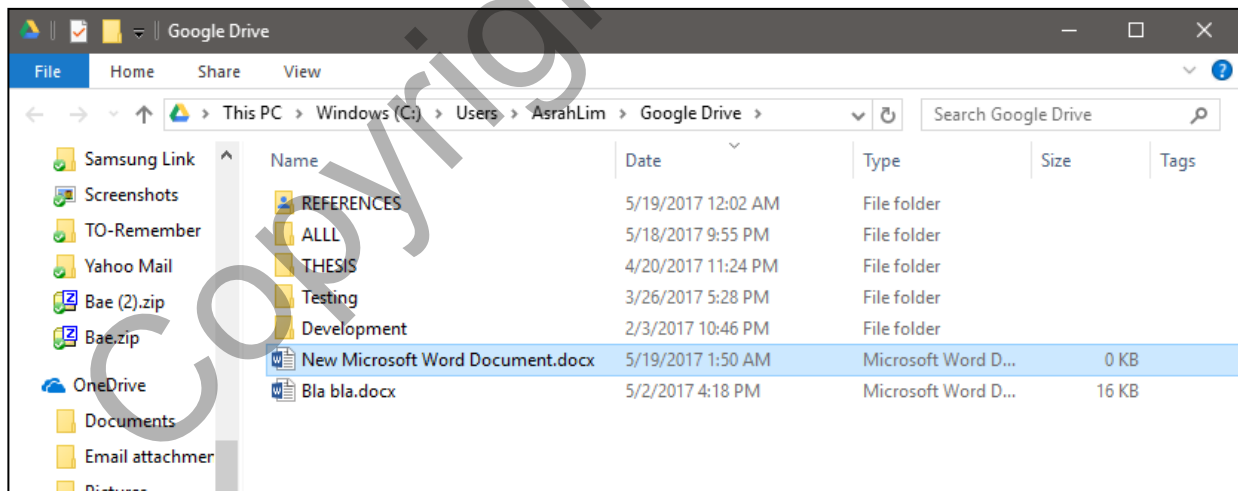 Google Drive
File Home Share View
This PC > Windows (C:) > Users > AsrahLim > Google Drive > Search Google Drive
Samsung Link
Screenshots
TO-Remember
Yahoo Mail
Bae (2).zip
Bae.zip
OneDrive
Documents
Email attachmen
Pictures
Name Date Type Size Tags
REFERENCES 5/19/2017 12:02 AM File folder
ALLL 5/18/2017 9:55 PM File folder
THESIS 4/20/2017 11:24 PM File folder
Testing 3/26/2017 5:28 PM File folder
Development 2/3/2017 10:46 PM File folder
New Microsoft Word Document.docx 5/19/2017 1:50 AM Microsoft Word D... 0 KB
Bla bla.docx 5/2/2017 4:18 PM Microsoft Word D... 16 KB
Copyrig